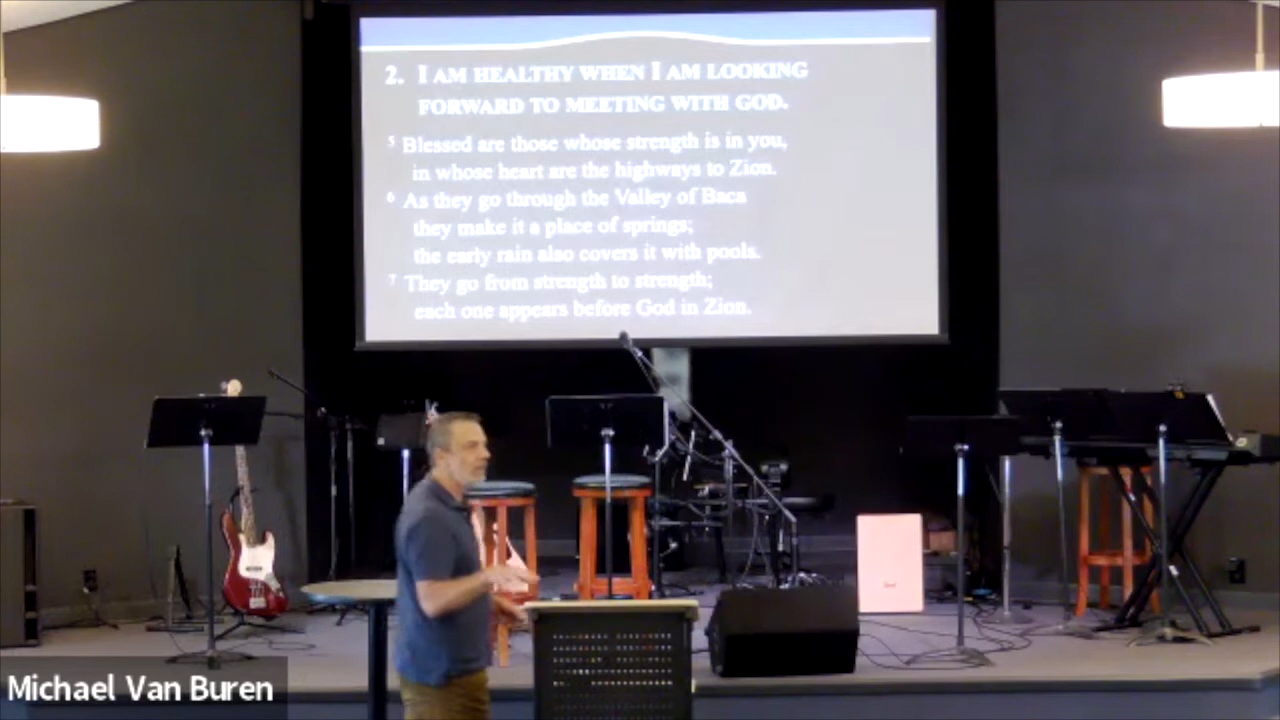 2. I AM HEALTHY WHEN I AM LOOKING
FORWARD TO MEETING WITH GOD.
5 Blessed are those whose strength is in you,
in whose heart are the highways to Zion.
6 As they go through the Valley of Baca
they make it a place of springs;
the early rain also covers it with pools.
7 They go from strength to strength;
each one appears before God in Zion.
Michael Van Buren